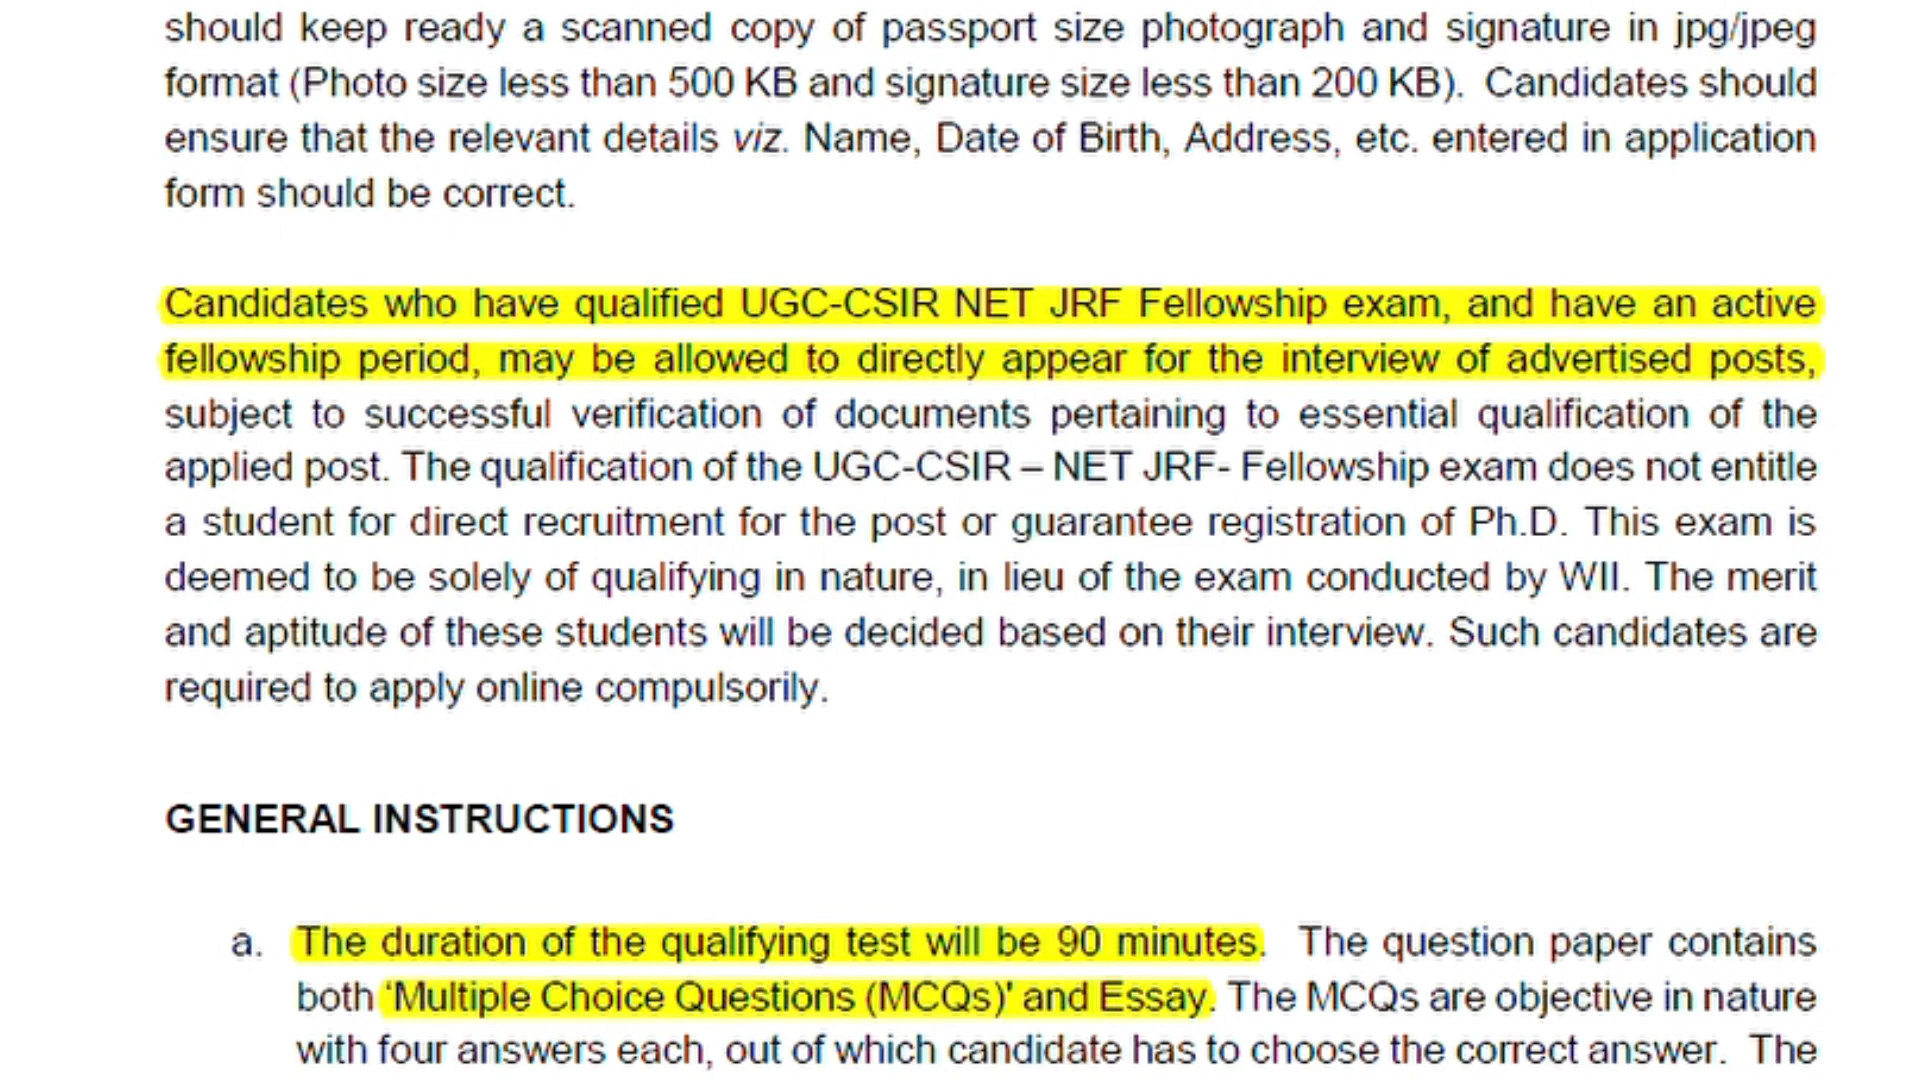 should keep ready a scanned copy of passport size photograph and signature in jpg/jpeg
format (Photo size less than 500 KB and signature size less than 200 KB). Candidates should
ensure that the relevant details viz. Name, Date of Birth, Address, etc. entered in application
form should be correct.
Candidates who have qualified UGC-CSIR NET JRF Fellowship exam, and have an active
fellowship period, may be allowed to directly appear for the interview of advertised posts,
subject to successful verification of documents pertaining to essential qualification of the
applied post. The qualification of the UGC-CSIR – NET JRF- Fellowship exam does not entitle
a student for direct recruitment for the post or guarantee registration of Ph.D. This exam is
deemed to be solely of qualifying in nature, in lieu of the exam conducted by WII. The merit
and aptitude of these students will be decided based on their interview. Such candidates are
required to apply online compulsorily.
GENERAL INSTRUCTIONS
a. The duration of the qualifying test will be 90 minutes. The question paper contains
both ‘Multiple Choice Questions (MCQs)' and Essay. The MCQs are objective in nature
with four answers each, out of which candidate has to choose the correct answer. The